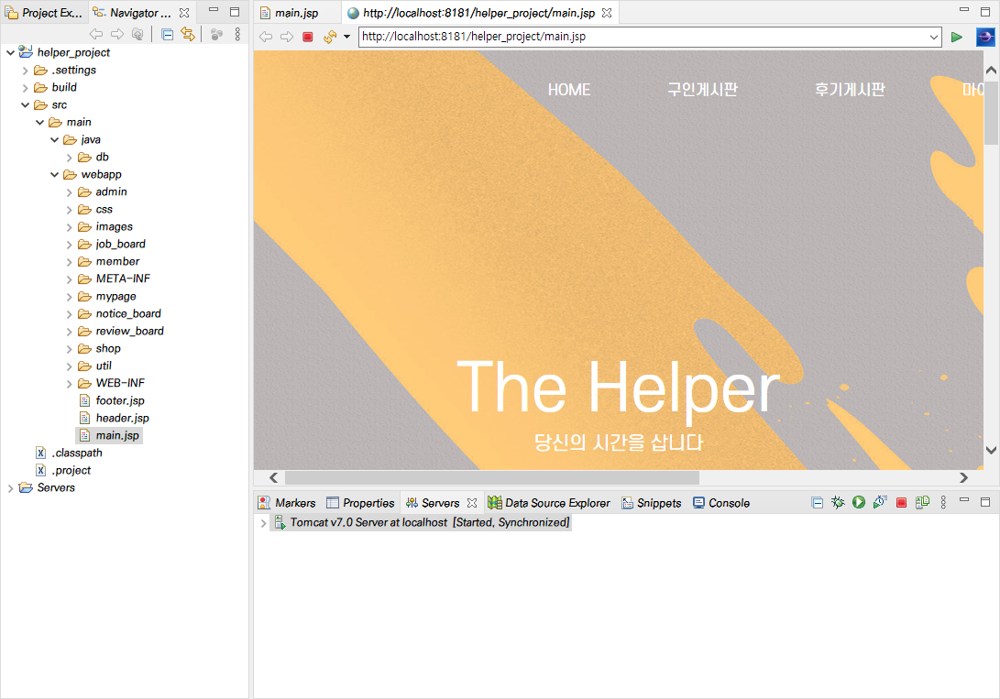 Project Ex... Navigator ...
helper_project
.settings
build
src
main
java
db
webapp
admin
css
images
job_board
member
META-INF
mypage
notice_board
review_board
shop
util
WEB-INF
footer.jsp
header.jsp
main.jsp
.classpath
.project
Servers
main.jsp http://localhost:8181/helper_project/main.jsp
http://localhost:8181/helper_project/main.jsp
HOME 구인게시판 후기게시판 마이
The Helper
당신의 시간을 삽니다
Markers Properties Servers Data Source Explorer Snippets Console
Tomcat v7.0 Server at localhost [Started, Synchronized]